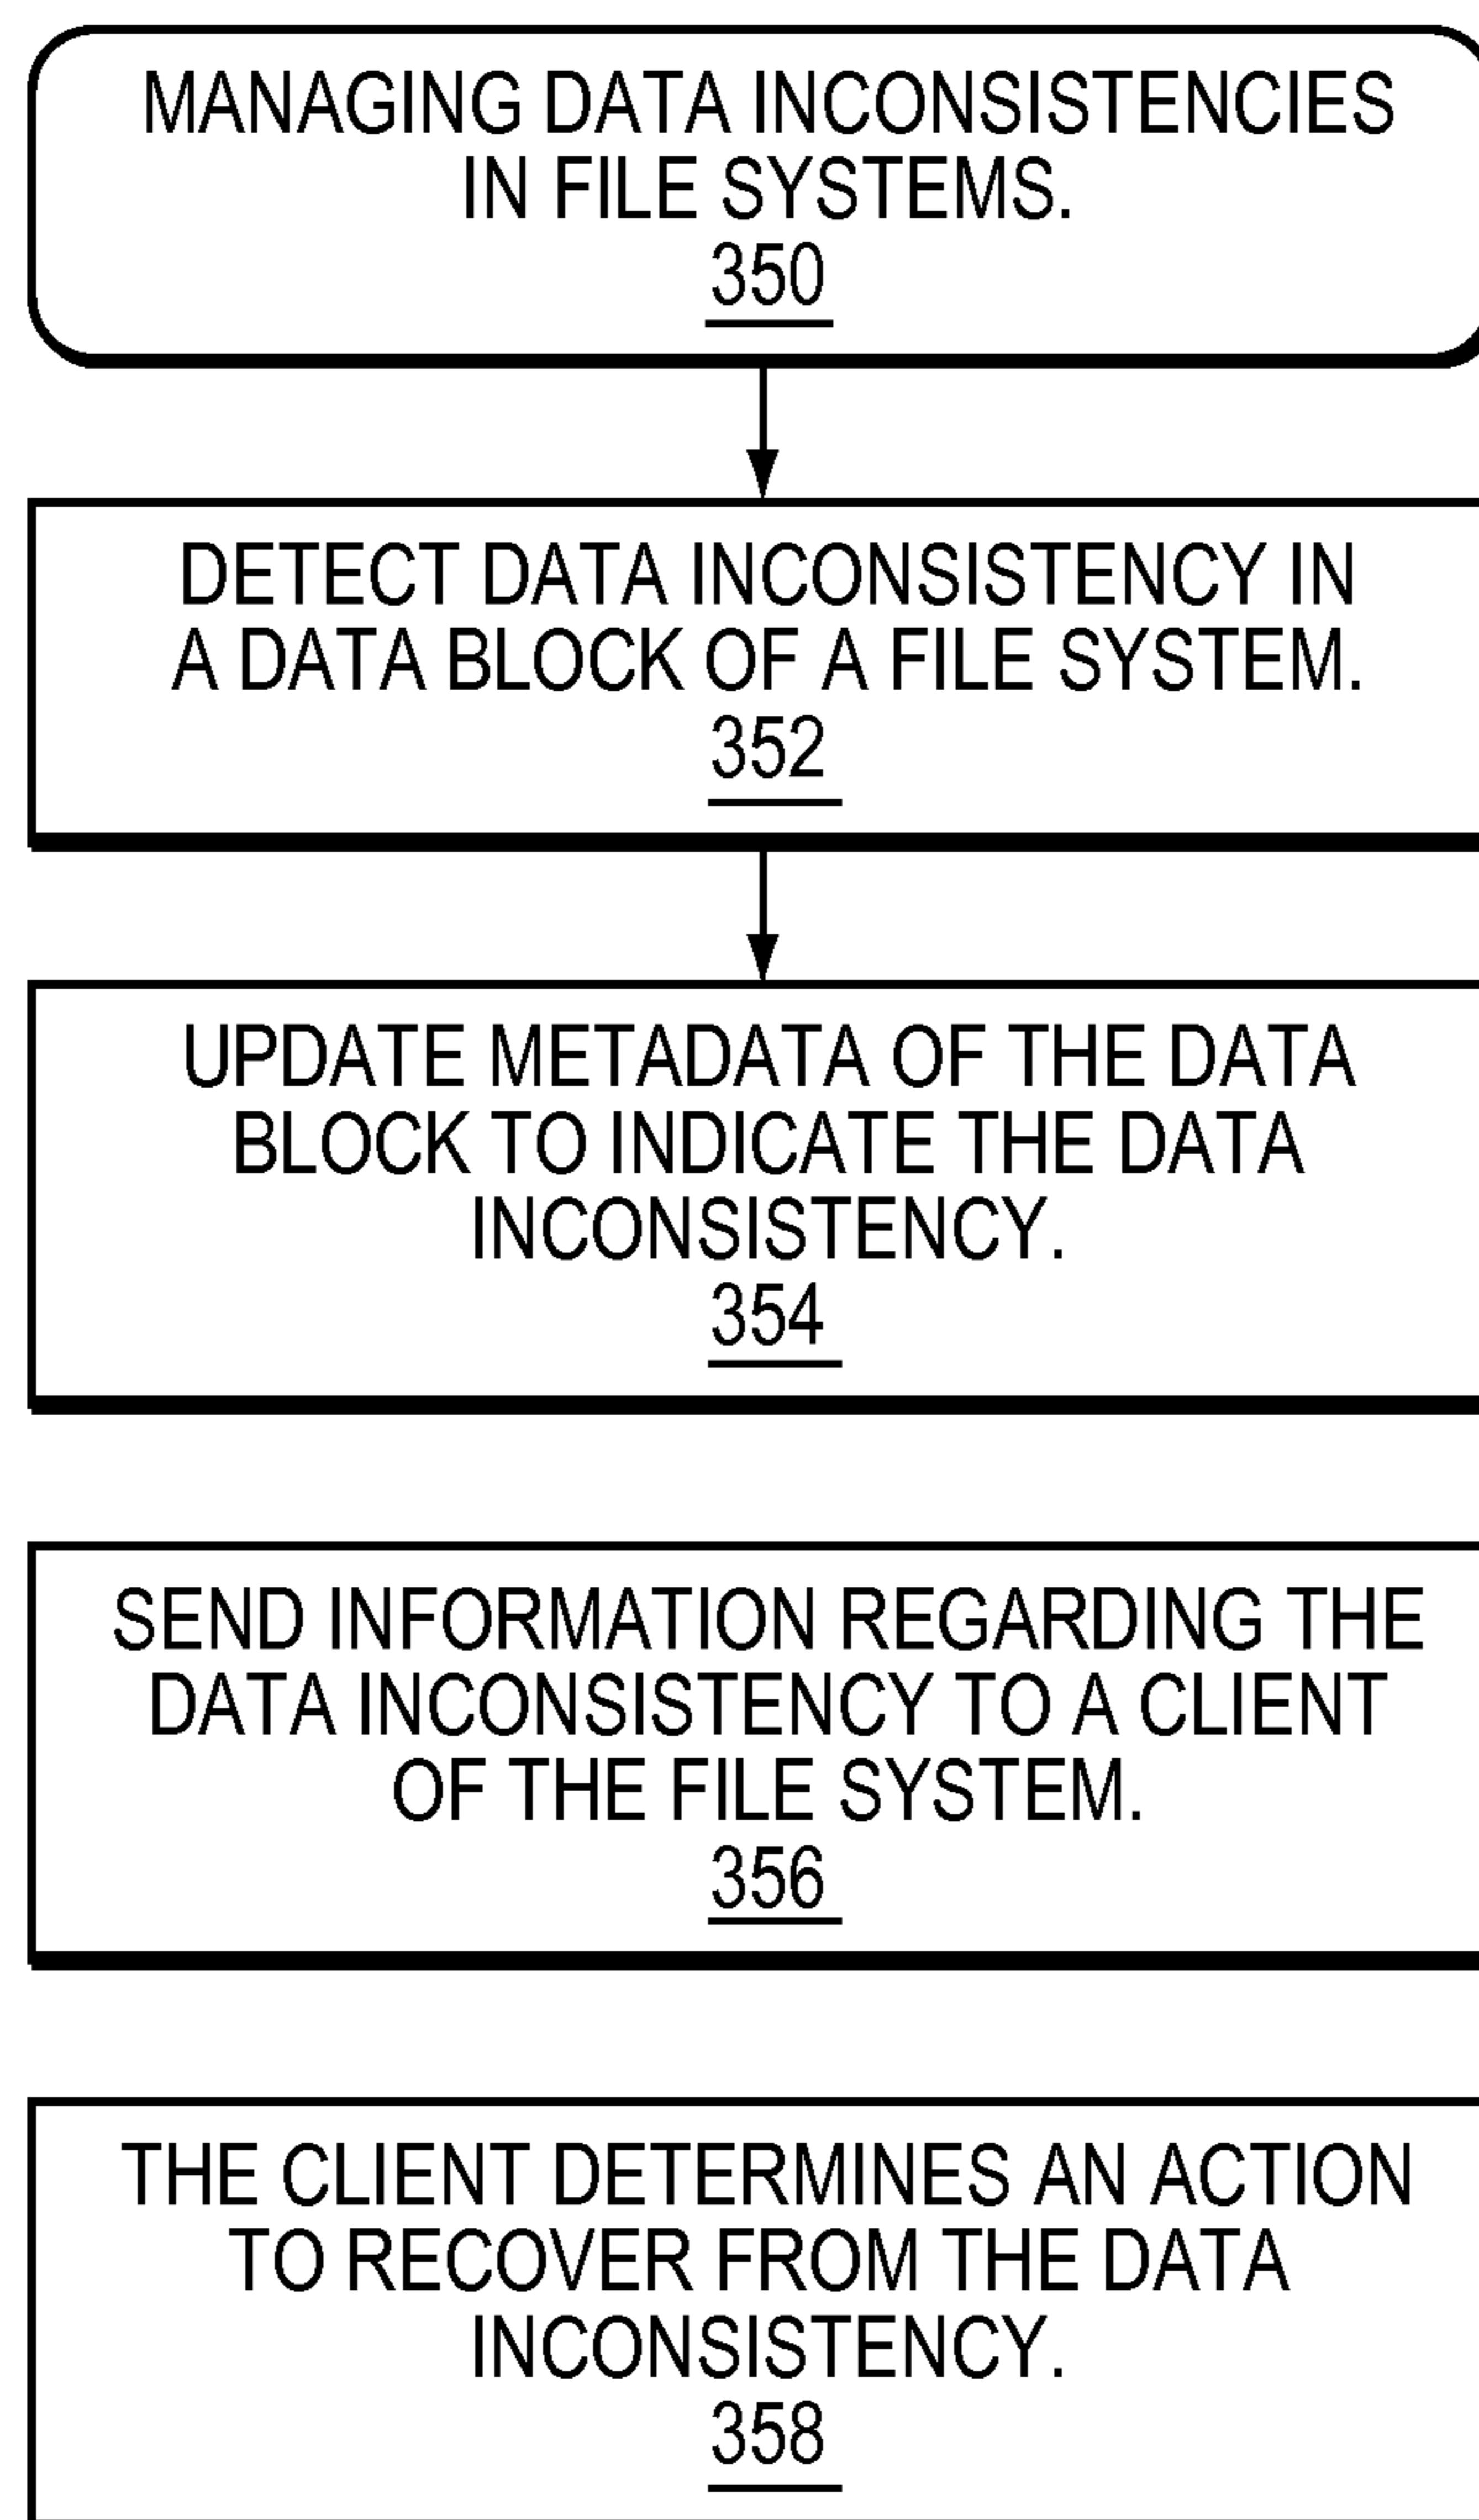 MANAGING DATA INCONSISTENCIES
IN FILE SYSTEMS.
350
DETECT DATA INCONSISTENCY IN
A DATA BLOCK OF A FILE SYSTEM.
352
UPDATE METADATA OF THE DATA
BLOCK TO INDICATE THE DATA
INCONSISTENCY.
354
SEND INFORMATION REGARDING THE
DATA INCONSISTENCY TO A CLIENT
OF THE FILE SYSTEM.
356
THE CLIENT DETERMINES AN ACTION
TO RECOVER FROM THE DATA
INCONSISTENCY.
358